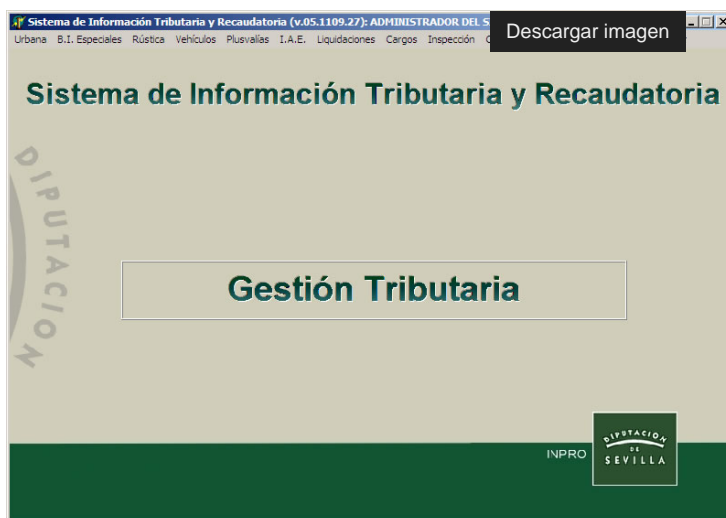 Sistema de Información Tributaria y Recaudatoria (v.05.1109.27): ADMINISTRADOR DEL
Descargar imagen
Urbana B.I. Especiales Rústica Vehículos Plusvalías I.A.E. Liquidaciones Cargos Inspección
Sistema de Información Tributaria y Recaudatoria
DIPUTACION
Gestión Tributaria
INPRO
DIPUTACION
DE
SEVILLA